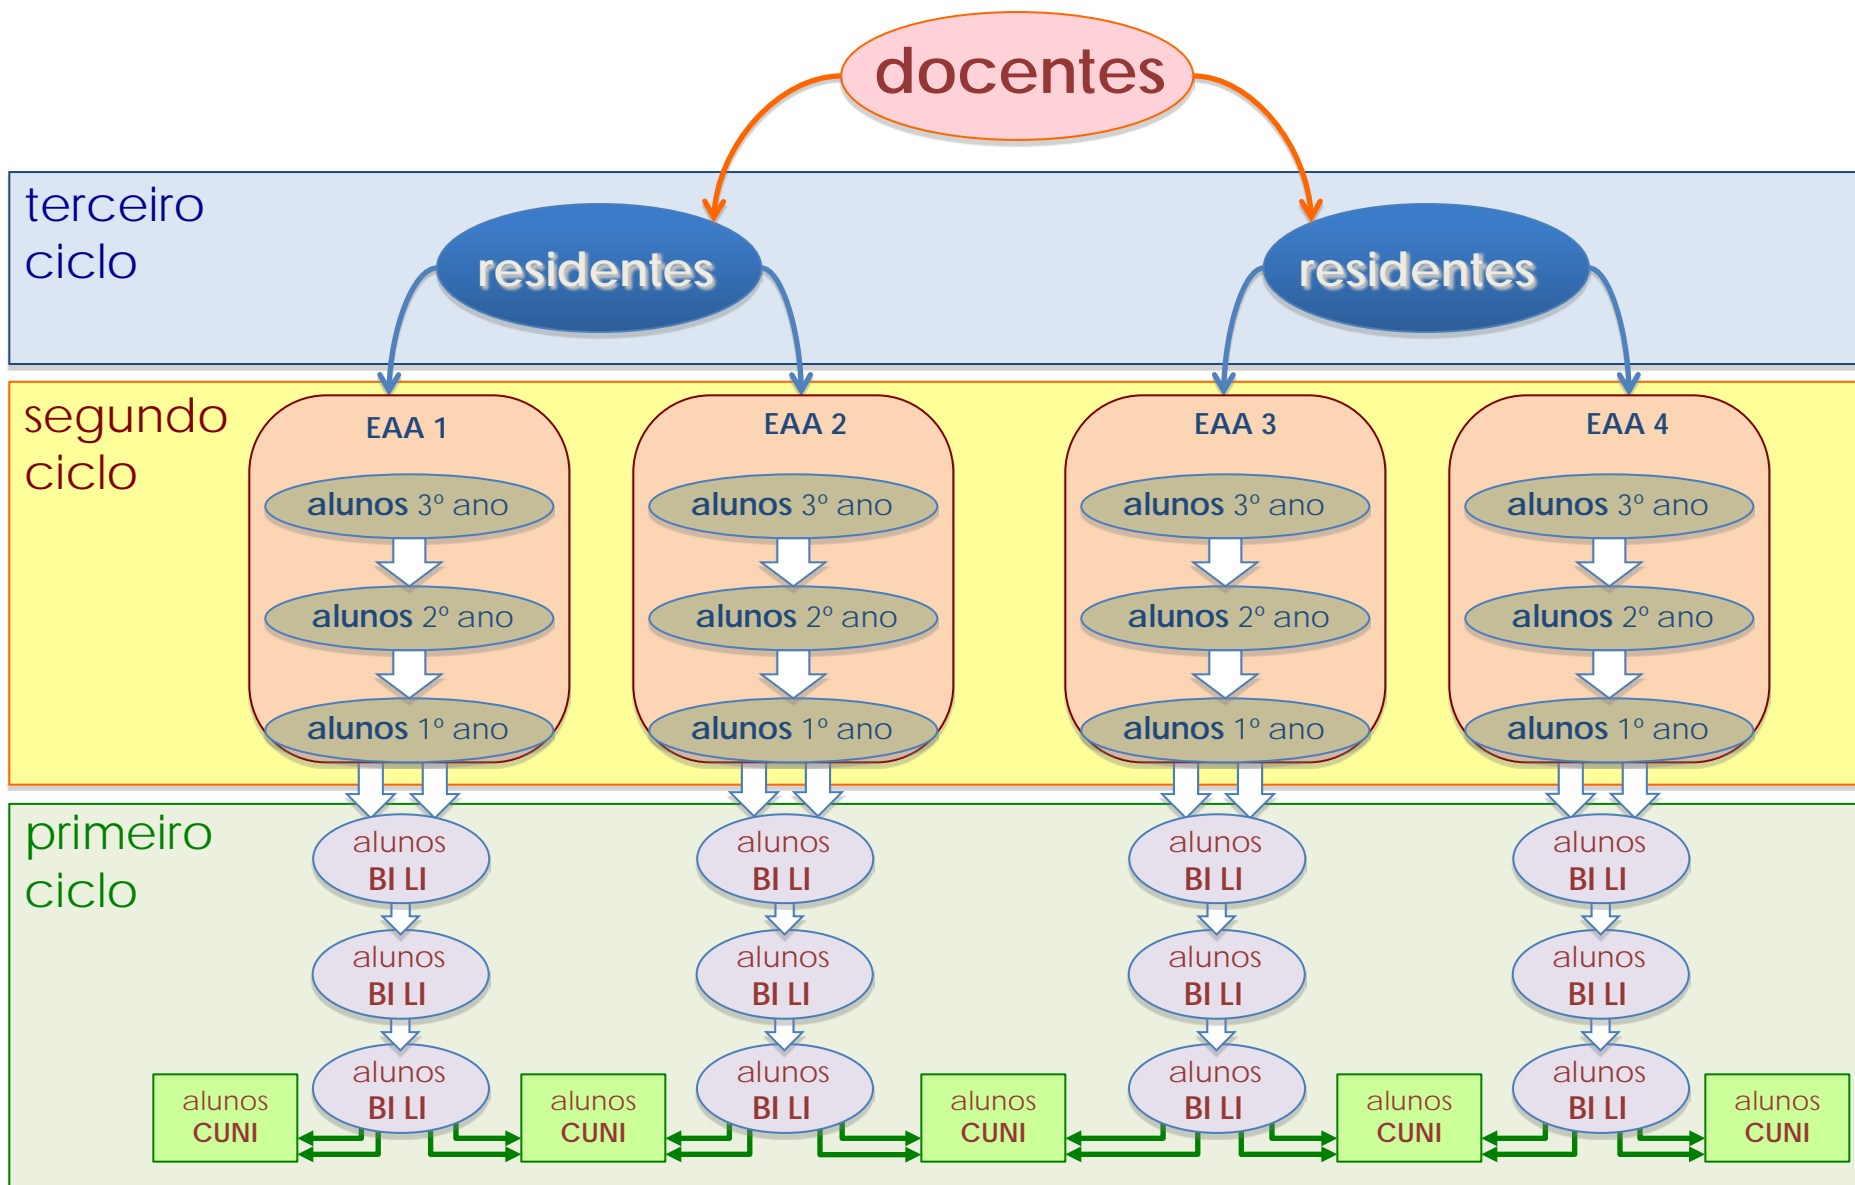 docentes
terceiro
ciclo
residentes
residentes
segundo
ciclo
EAA 1
EAA 2
EAA 3
EAA 4
alunos 3º ano
alunos 3º ano
alunos 3º ano
alunos 3º ano
alunos 2º ano
alunos 2º ano
alunos 2º ano
alunos 2º ano
alunos 1º ano
alunos 1º ano
alunos 1º ano
alunos 1º ano
primeiro
ciclo
alunos
BI LI
alunos
BI LI
alunos
BI LI
alunos
BI LI
alunos
BI LI
alunos
BI LI
alunos
BI LI
alunos
BI LI
alunos
CUNI
alunos
BI LI
alunos
CUNI
alunos
BI LI
alunos
CUNI
alunos
BI LI
alunos
CUNI
alunos
BI LI
alunos
CUNI